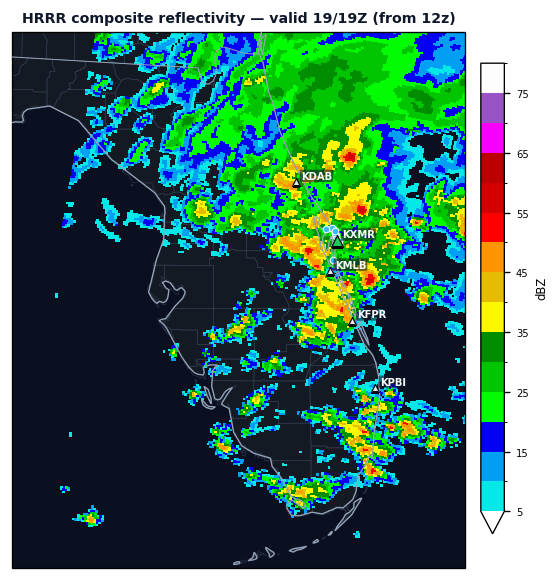 HRRR composite reflectivity — valid 19/19Z (from 12z)
KDAB
KXMR
KMLB
KFPR
KPBI
75
65
55
45
35
25
15
5
dBZ